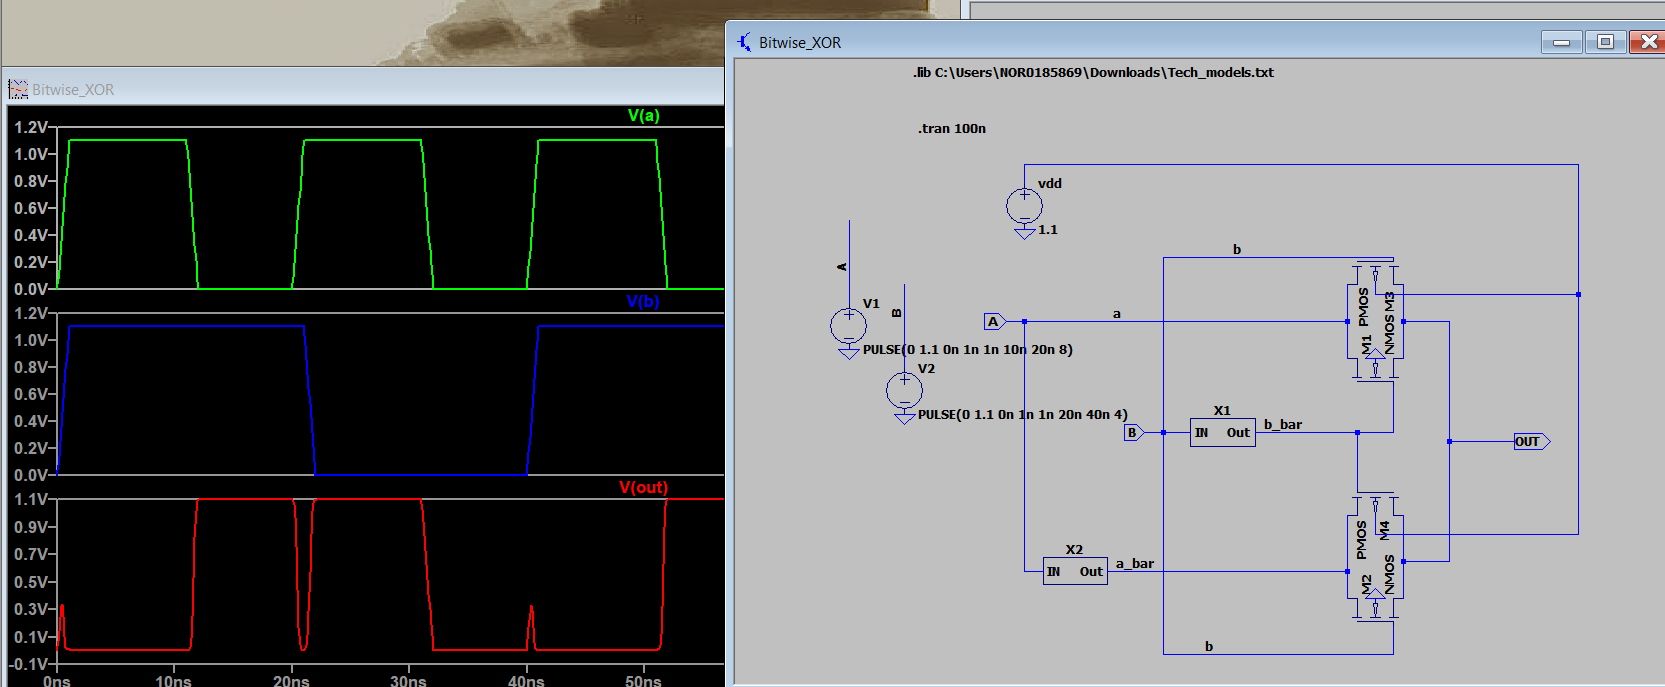 Bitwise_XOR
V(a)
1.2V
1.0V
0.8V
0.6V
0.4V
0.2V
0.0V
V(b)
1.2V
1.0V
0.8V
0.6V
0.4V
0.2V
0.0V
V(out)
1.1V
0.9V
0.7V
0.5V
0.3V
0.1V
-0.1V
0ns 10ns 20ns 30ns 40ns 50ns
Bitwise_XOR
.lib C:\Users\NOR0185869\Downloads\Tech_models.txt
.tran 100n
vdd
1.1
A
V1
PULSE(0 1.1 0n 1n 1n 10n 20n 8)
B
V2
PULSE(0 1.1 0n 1n 1n 20n 40n 4)
b
A
a
PMOS
M3
M1
NMOS
B
X1
IN Out
b_bar
OUT
PMOS
M4
M2
NMOS
X2
IN Out
a_bar
b